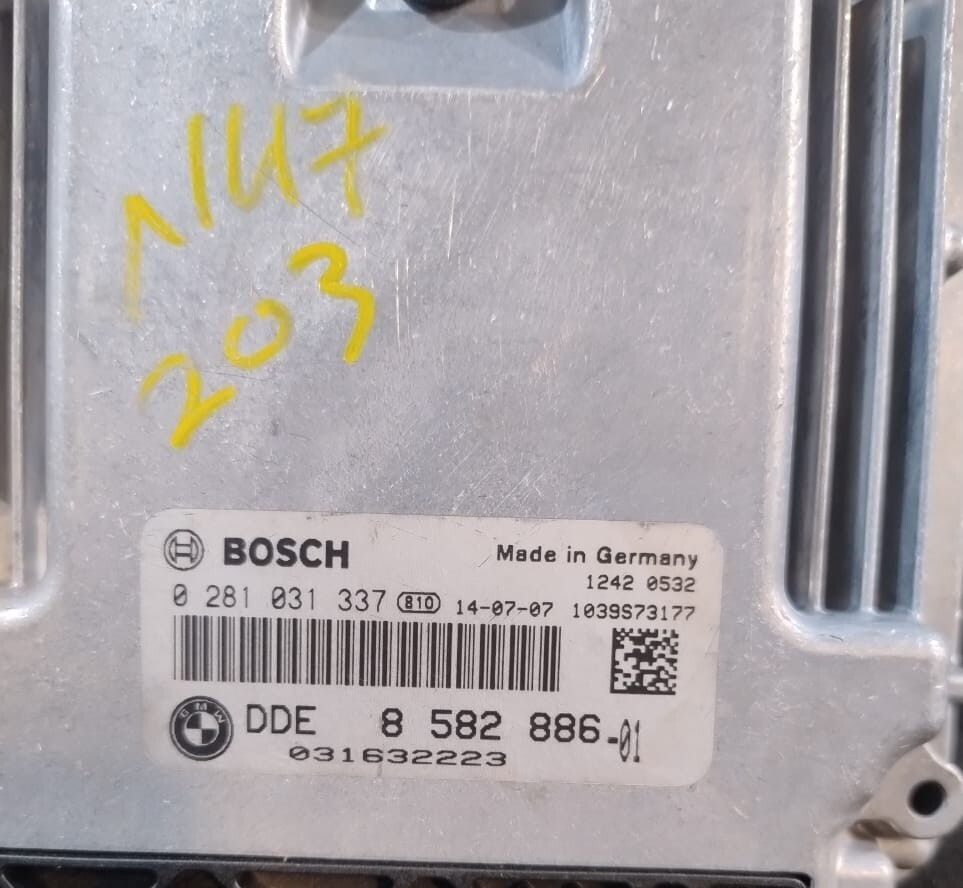 N47
203
BOSCH
Made in Germany
1242 0532
0 281 031 337 810 14-07-07 1039S73177
BMW
DDE 8 582 886-01
031632223